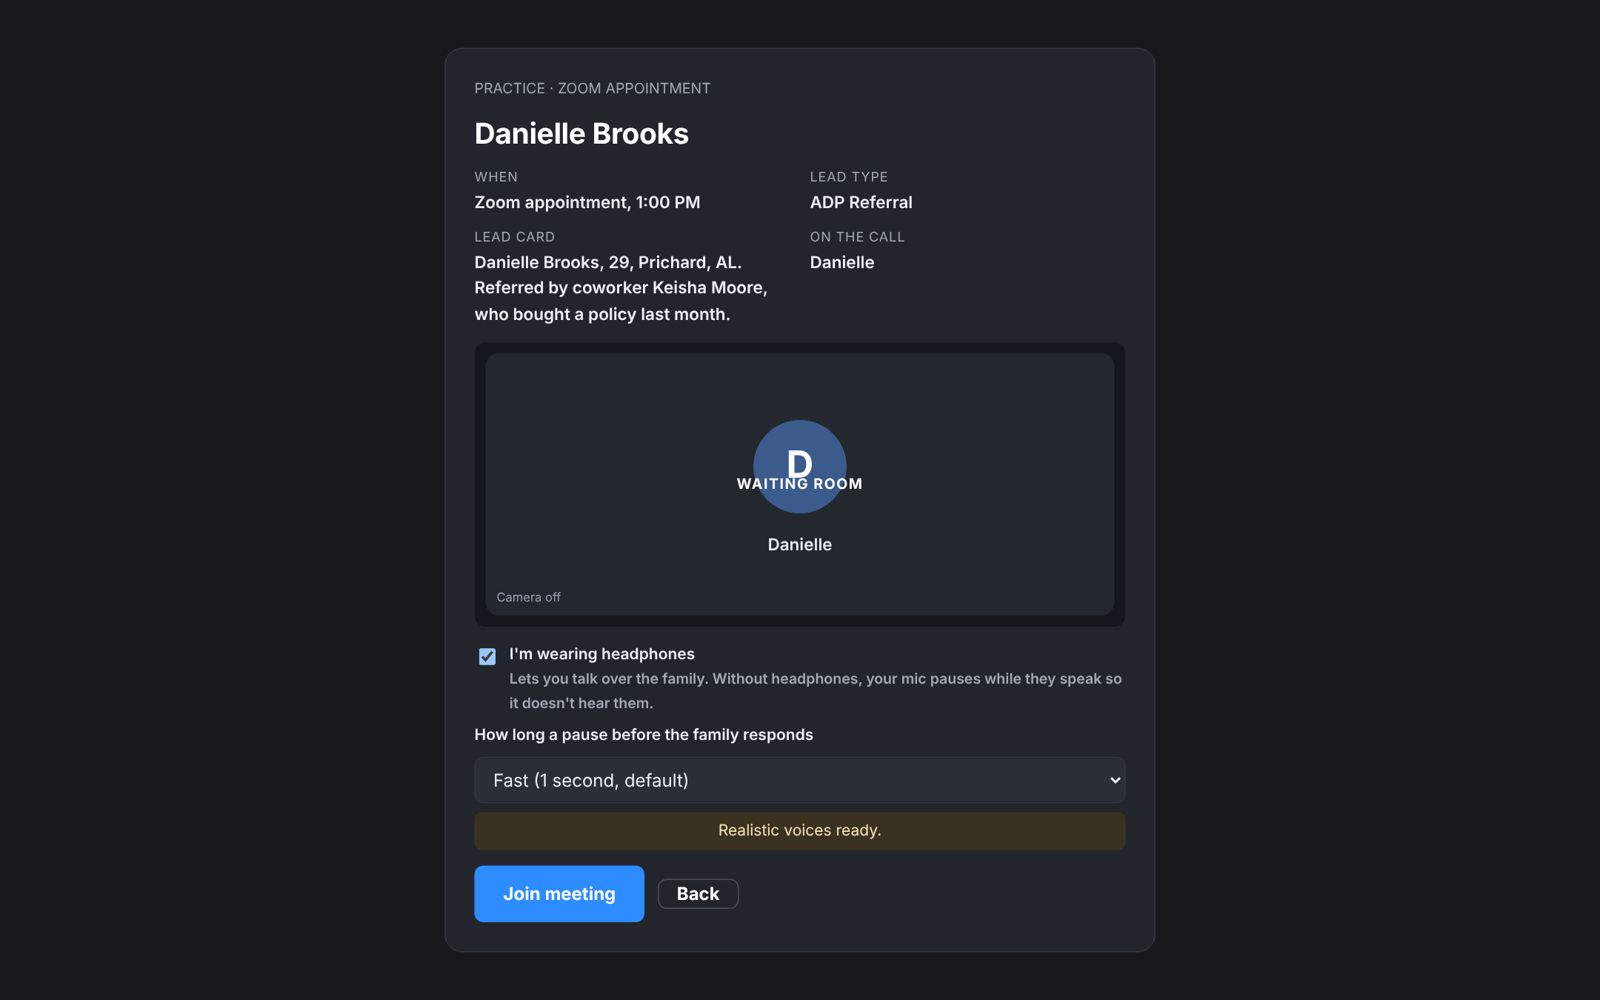 PRACTICE · ZOOM APPOINTMENT
Danielle Brooks
WHEN
Zoom appointment, 1:00 PM
LEAD TYPE
ADP Referral
LEAD CARD
Danielle Brooks, 29, Prichard, AL.
Referred by coworker Keisha Moore,
who bought a policy last month.
ON THE CALL
Danielle
D
WAITING ROOM
Danielle
Camera off
I'm wearing headphones
Lets you talk over the family. Without headphones, your mic pauses while they speak so
it doesn't hear them.
How long a pause before the family responds
Fast (1 second, default)
Realistic voices ready.
Join meeting
Back